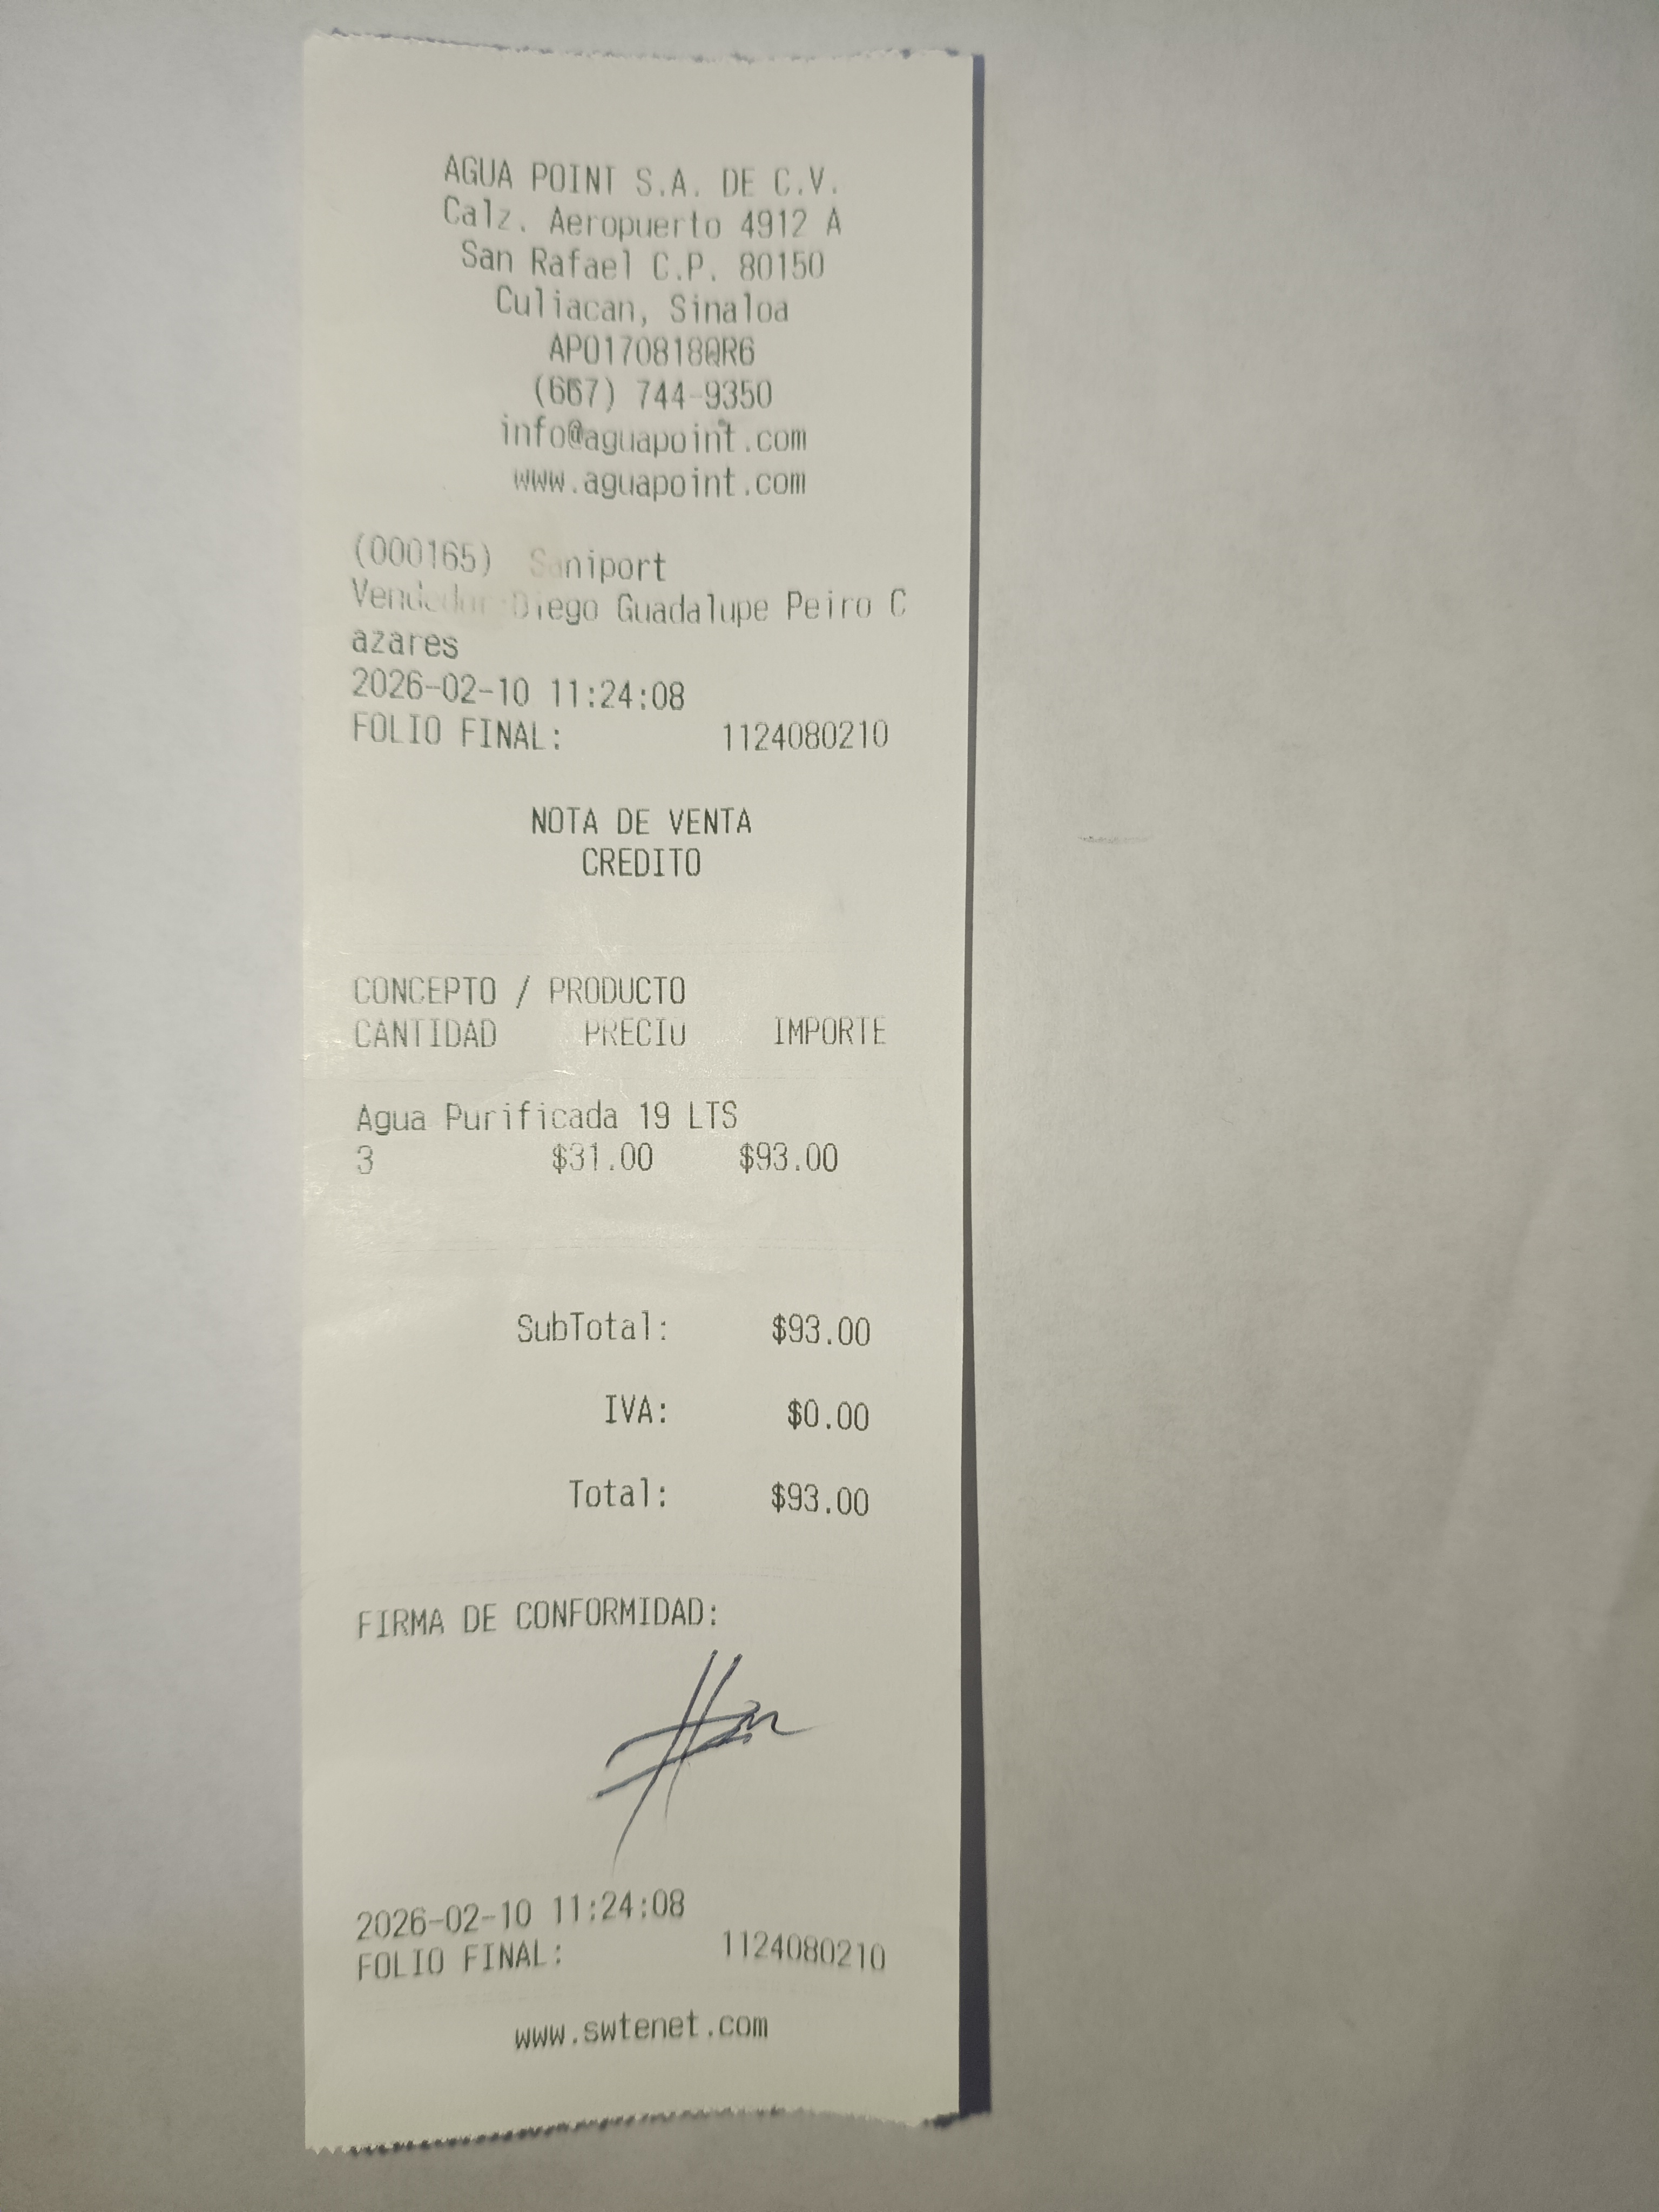 AGUA POINT S.A. DE C.V.
Calz. Aeropuerto 4912 A
San Rafael C.P. 80150
Culiacan, Sinaloa
APO170818QR6
(667) 744-9350
info@aguapoint.com
www.aguapoint.com
(000165) Saniport
Vendedor:Diego Guadalupe Peiro C
azares
2026-02-10 11:24:08
FOLIO FINAL: 1124080210
NOTA DE VENTA
CREDITO
CONCEPTO / PRODUCTO
CANTIDAD PRECIO IMPORTE
Agua Purificada 19 LTS
3 $31.00 $93.00
SubTotal: $93.00
IVA: $0.00
Total: $93.00
FIRMA DE CONFORMIDAD:
2026-02-10 11:24:08
FOLIO FINAL: 1124080210
www.swtenet.com